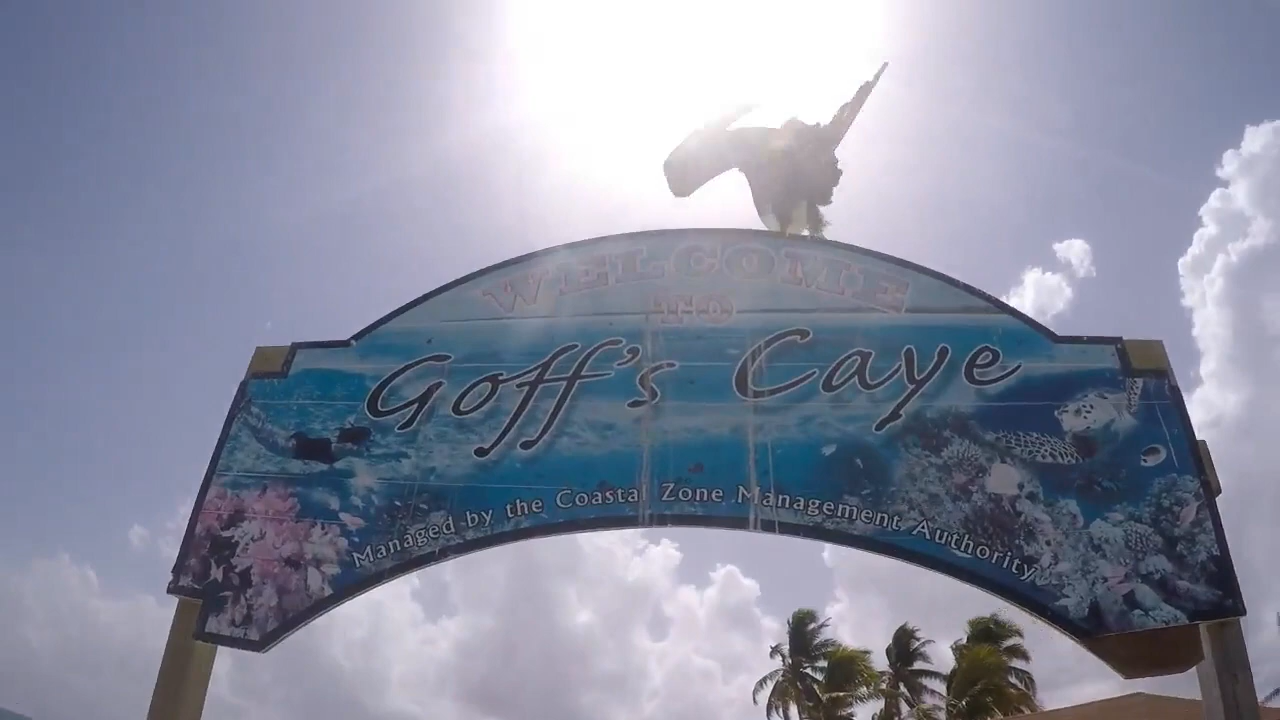 WELCOME
TO
Goff's Caye
Managed by the Coastal Zone Management Authority